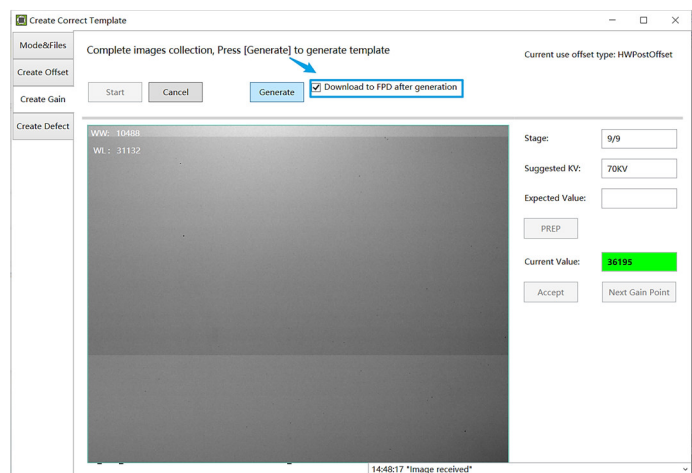 Create Correct Template
Mode&Files
Complete images collection, Press [Generate] to generate template
Current use offset type: HWPostOffset
Create Offset
Start
Cancel
Generate
Download to FPD after generation
Create Gain
Create Defect
WW: 10488
WL: 31132
Stage:
9/9
Suggested KV:
70KV
Expected Value:
PREP
Current Value:
36195
Accept
Next Gain Point
14:48:17 "Image received"